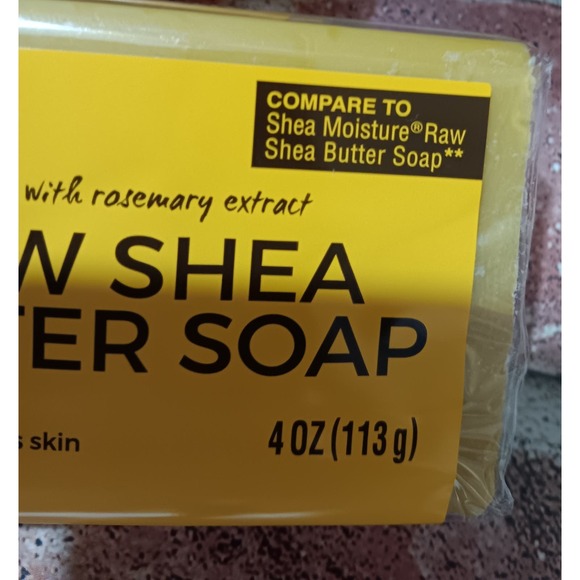 COMPARE TO
Shea Moisture® Raw
Shea Butter Soap**
with rosemary extract
W SHEA
TER SOAP
s skin
4 OZ (113 g)